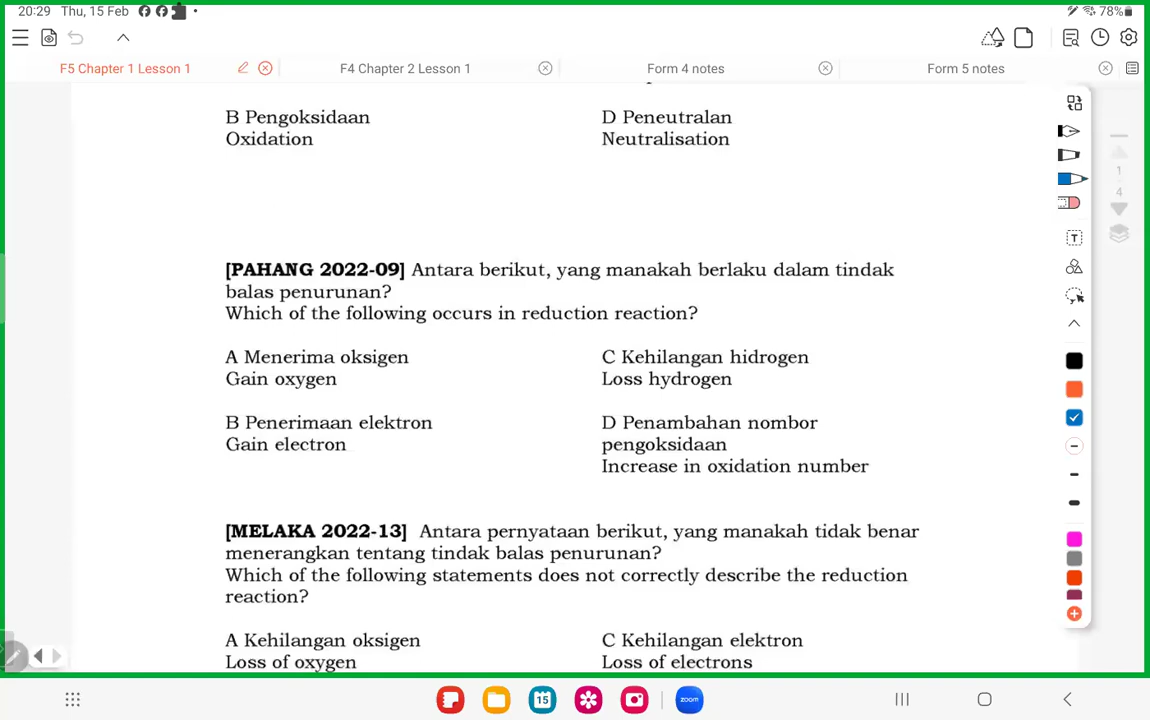 20:29 Thu, 15 Feb
78%
F5 Chapter 1 Lesson 1
F4 Chapter 2 Lesson 1
Form 4 notes
Form 5 notes
B Pengoksidaan
Oxidation
D Peneutralan
Neutralisation
[PAHANG 2022-09] Antara berikut, yang manakah berlaku dalam tindak
balas penurunan?
Which of the following occurs in reduction reaction?
A Menerima oksigen
Gain oxygen
C Kehilangan hidrogen
Loss hydrogen
B Penerimaan elektron
Gain electron
D Penambahan nombor
pengoksidaan
Increase in oxidation number
[MELAKA 2022-13] Antara pernyataan berikut, yang manakah tidak benar
menerangkan tentang tindak balas penurunan?
Which of the following statements does not correctly describe the reduction
reaction?
A Kehilangan oksigen
Loss of oxygen
C Kehilangan elektron
Loss of electrons
1
4
T
15
zoom